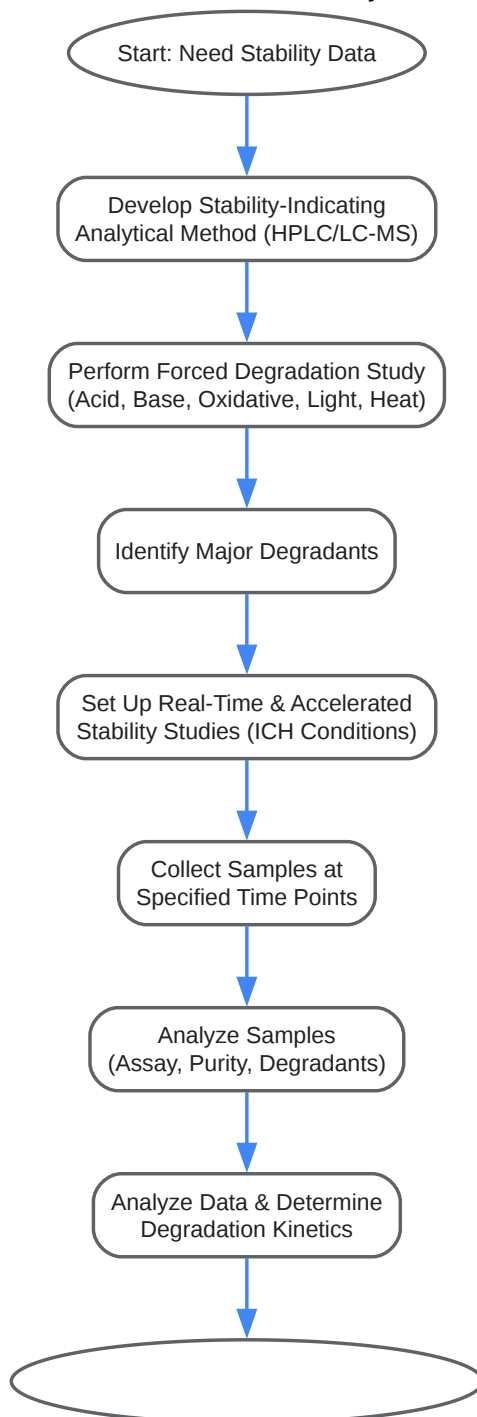 Start: Need Stability Data
Develop Stability-Indicating
Analytical Method (HPLC/LC-MS)
Perform Forced Degradation Study
(Acid, Base, Oxidative, Light, Heat)
Identify Major Degradants
Set Up Real-Time & Accelerated
Stability Studies (ICH Conditions)
Collect Samples at
Specified Time Points
Analyze Samples
(Assay, Purity, Degradants)
Analyze Data & Determine
Degradation Kinetics